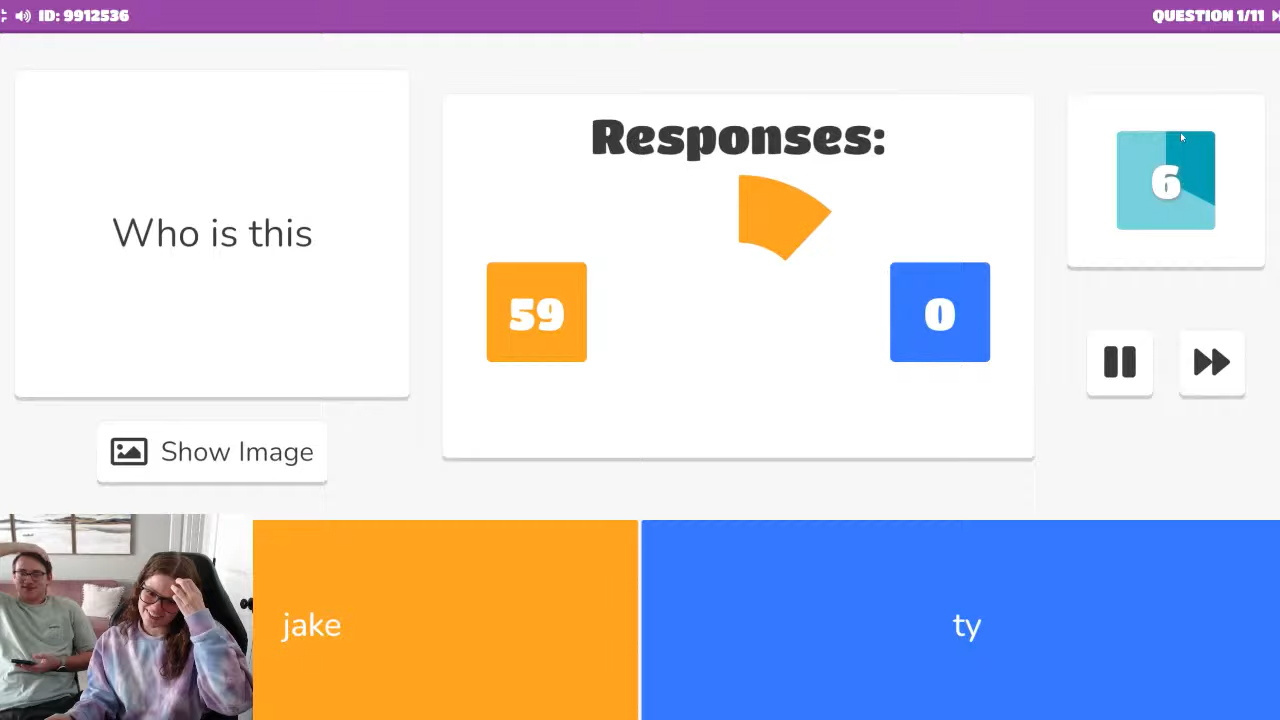 ID: 9912536
QUESTION 1/11
Who is this
Responses:
6
59
0
Show Image
jake
ty